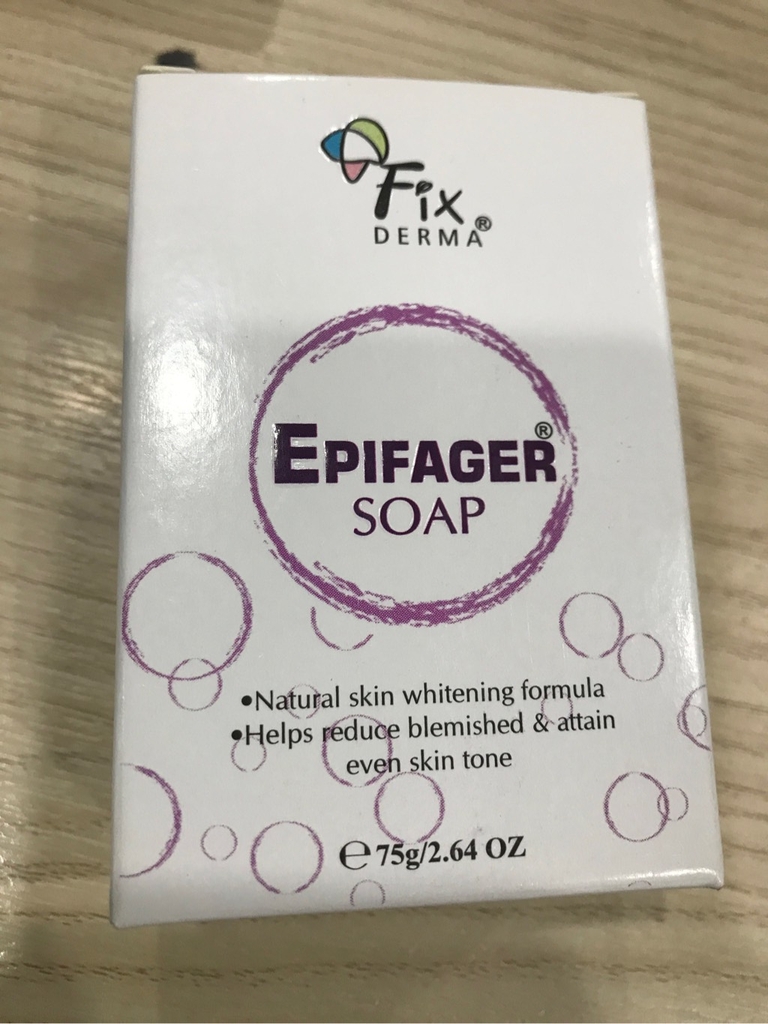 Fix
DERMA®
EPIFAGER®
SOAP
•Natural skin whitening formula
•Helps reduce blemished & attain
even skin tone
℮ 75g/2.64 OZ